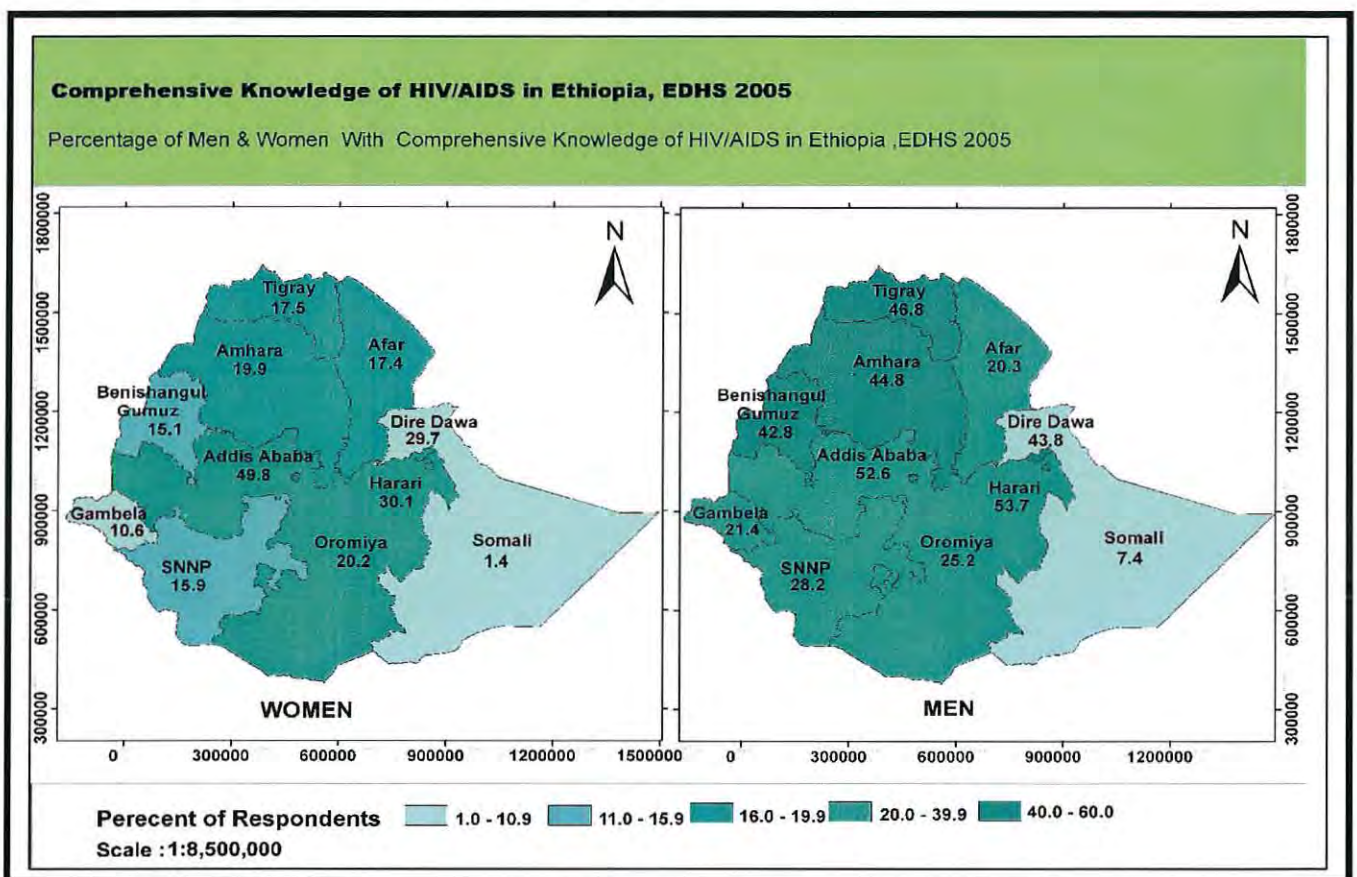 Comprehensive Knowledge of HIV/AIDS in Ethiopia, EDHS 2005
Percentage of Men & Women With Comprehensive Knowledge of HIV/AIDS in Ethiopia ,EDHS 2005
1800000
1500000
1200000
900000
600000
300000
N
Tigray
17.5
Afar
17.4
Amhara
19.9
Benishangul
Gumuz
15.1
Dire Dawa
29.7
Addis Ababa
49.8
Harari
30.1
Gambela
10.6
Oromiya
20.2
Somali
1.4
SNNP
15.9
WOMEN
0 300000 600000 900000 1200000 1500000
N
Tigray
46.8
Afar
20.3
Amhara
44.8
Benishangul
Gumuz
42.8
Dire Dawa
43.8
Addis Ababa
52.6
Harari
53.7
Gambela
21.4
Oromiya
25.2
Somali
7.4
SNNP
28.2
MEN
0 300000 600000 900000 1200000
1800000
1500000
1200000
900000
600000
300000
Perecent of Respondents 1.0 - 10.9 11.0 - 15.9 16.0 - 19.9 20.0 - 39.9 40.0 - 60.0
Scale :1:8,500,000